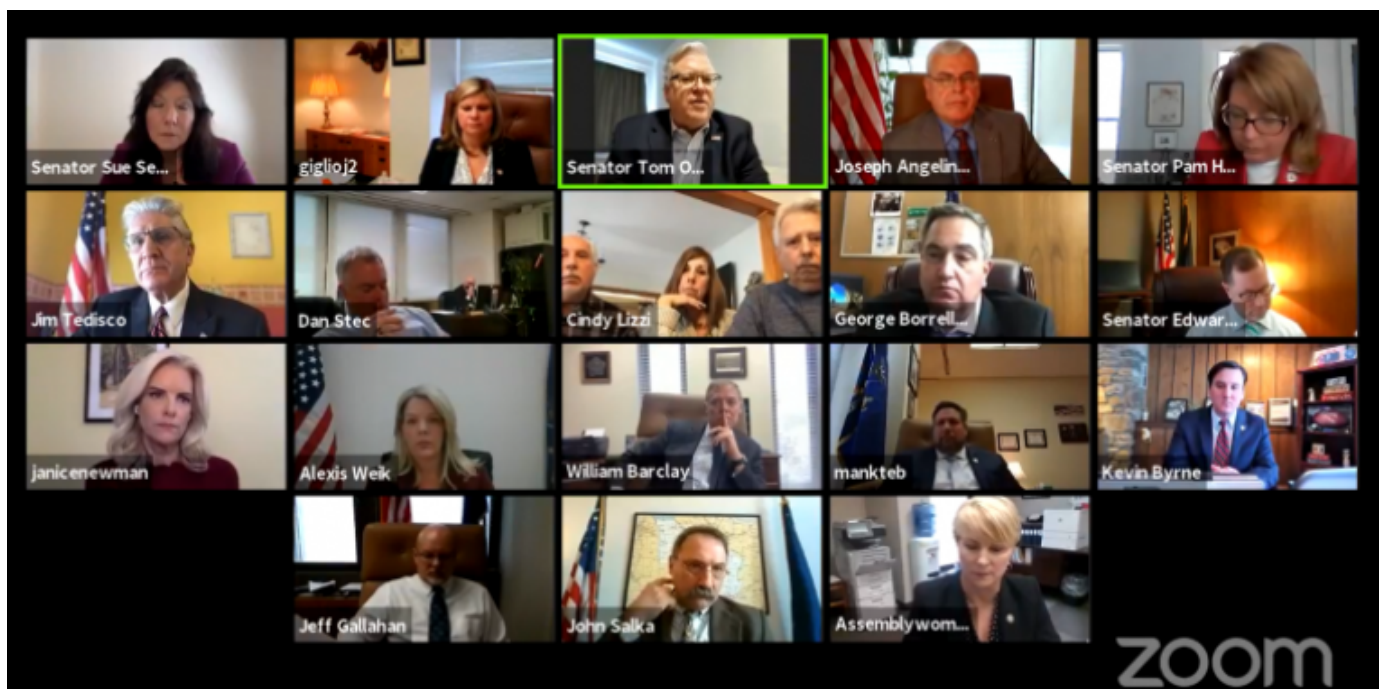 Senator Sue Se...
giglioj2
Senator Tom O...
Joseph Angelin...
Senator Pam H...
Jim Tedisco
Dan Stec
Cindy Lizzi
George Borrell...
Senator Edwar...
janicenewman
Alexis Weik
William Barclay
mankteb
Kevin Byrne
Jeff Gallahan
John Salka
Assemblywom...
zoom